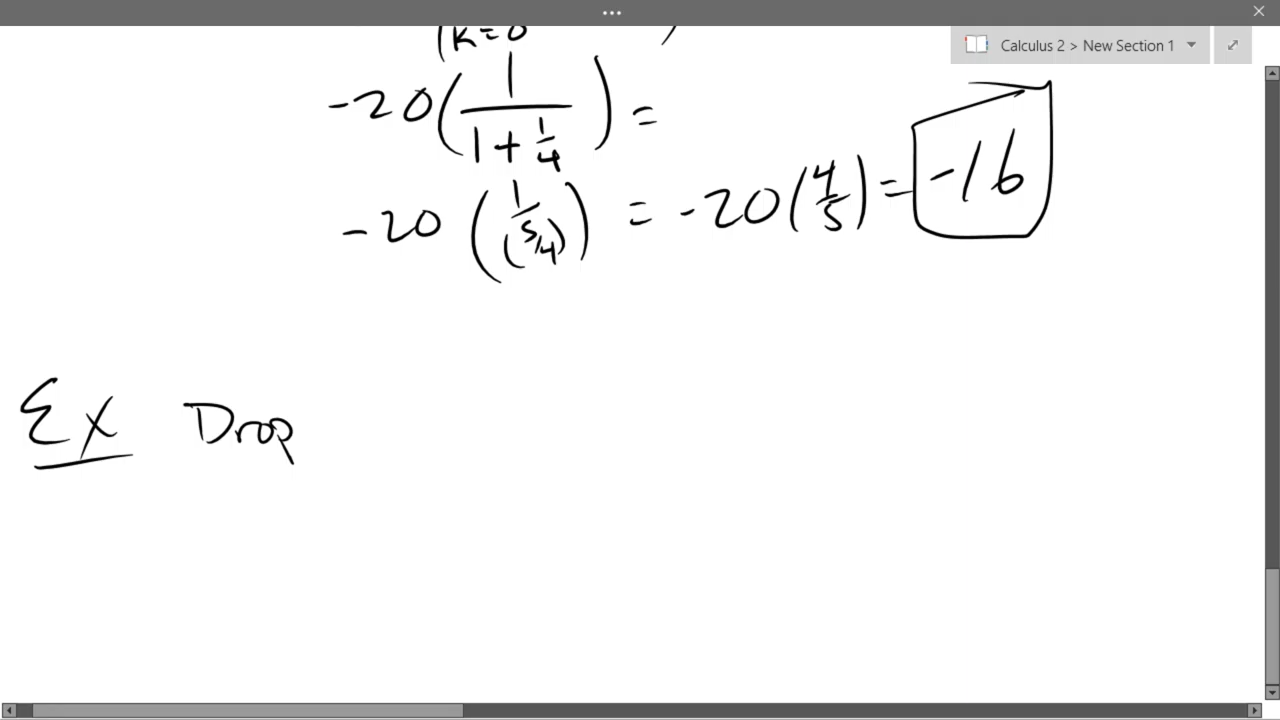 Calculus 2 > New Section 1
(k=0 )
-20(1/(1+1/4)) =
-20(1/(5/4)) = -20(4/5) = -16
Ex Drop